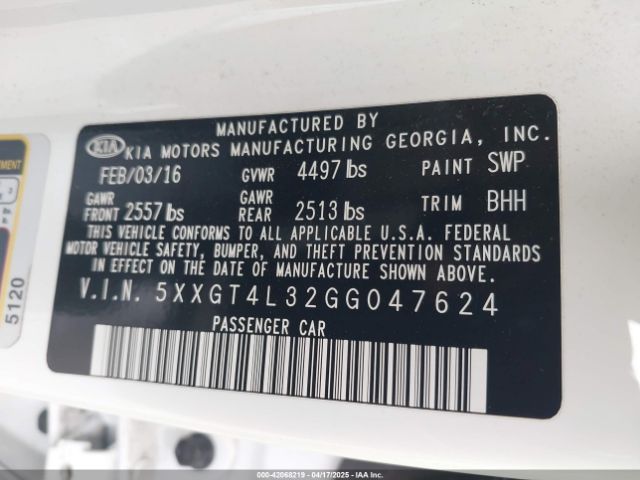 MANUFACTURED BY
KIA KIA MOTORS MANUFACTURING GEORGIA, INC.
FEB/03/16 GVWR 4497 lbs PAINT SWP
GAWR FRONT 2557 lbs GAWR REAR 2513 lbs TRIM BHH
THIS VEHICLE CONFORMS TO ALL APPLICABLE U.S.A. FEDERAL
MOTOR VEHICLE SAFETY, BUMPER, AND THEFT PREVENTION STANDARDS
IN EFFECT ON THE DATE OF MANUFACTURE SHOWN ABOVE.
V.I.N. 5XXGT4L32GG047624
PASSENGER CAR
5120
000-42068219 - 04/17/2025 - IAA Inc.